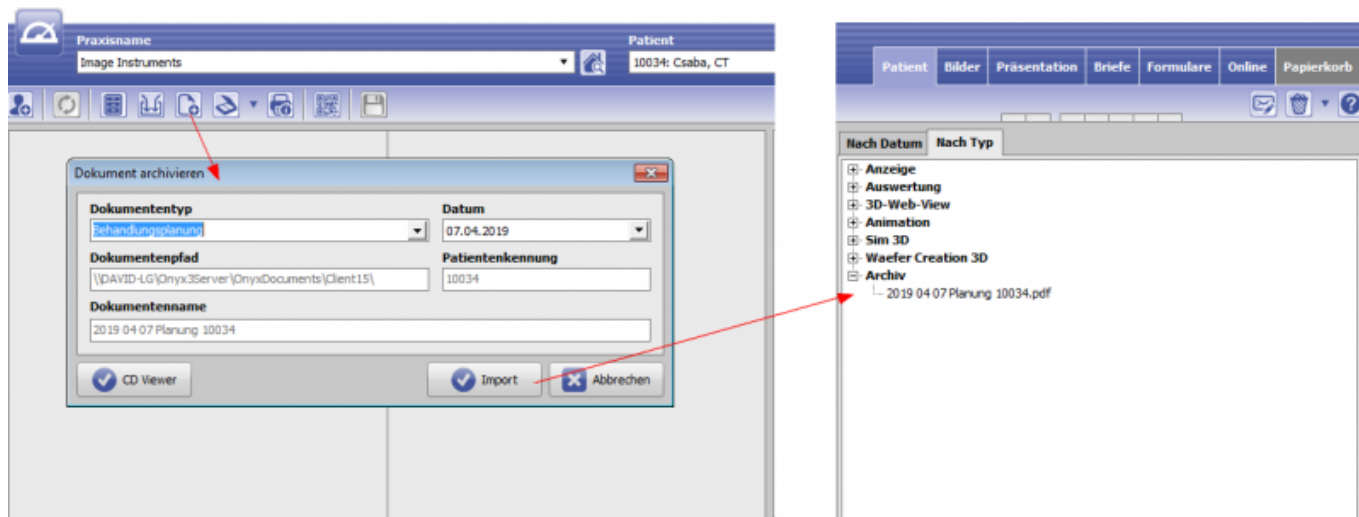 Praxisname
Patient
Image Instruments
10034: Csaba, CT
Dokument archivieren
Dokumententyp
Datum
Behandlungsplanung
07.04.2019
Dokumentenpfad
Patientenkennung
\\DAVID-LG\Onyx3Server\OnyxDocuments\Client15\
10034
Dokumentenname
2019 04 07 Planung 10034
CD Viewer
Import
Abbrechen
Patient
Bilder
Präsentation
Briefe
Formulare
Online
Papierkorb
Nach Datum
Nach Typ
Anzeige
Auswertung
3D-Web-View
Animation
Sim 3D
Waefer Creation 3D
Archiv
2019 04 07 Planung 10034.pdf